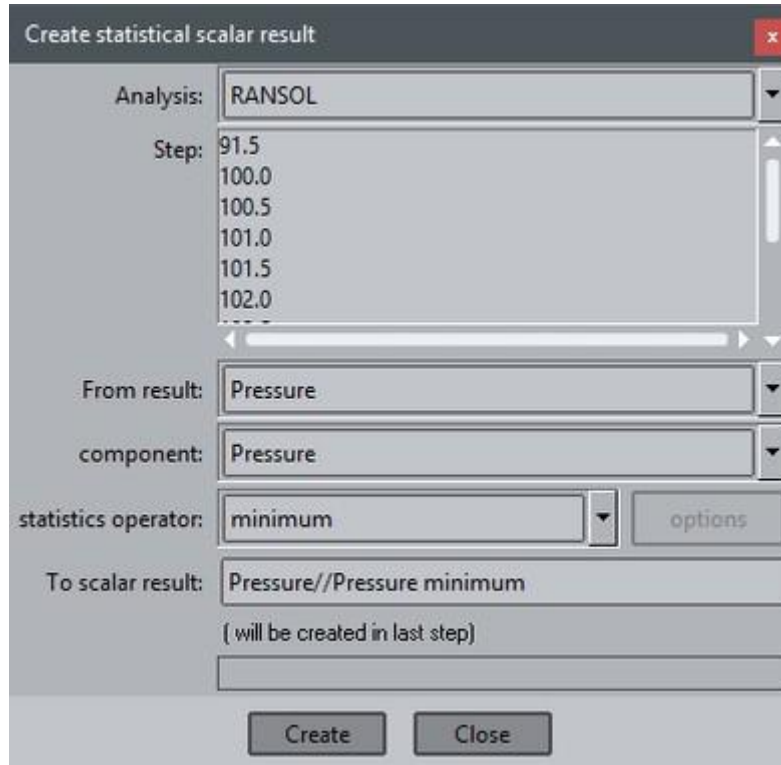 Create statistical scalar result
x
Analysis: RANSOL
Step: 91.5
100.0
100.5
101.0
101.5
102.0
From result: Pressure
component: Pressure
statistics operator: minimum options
To scalar result: Pressure//Pressure minimum
( will be created in last step)
Create Close